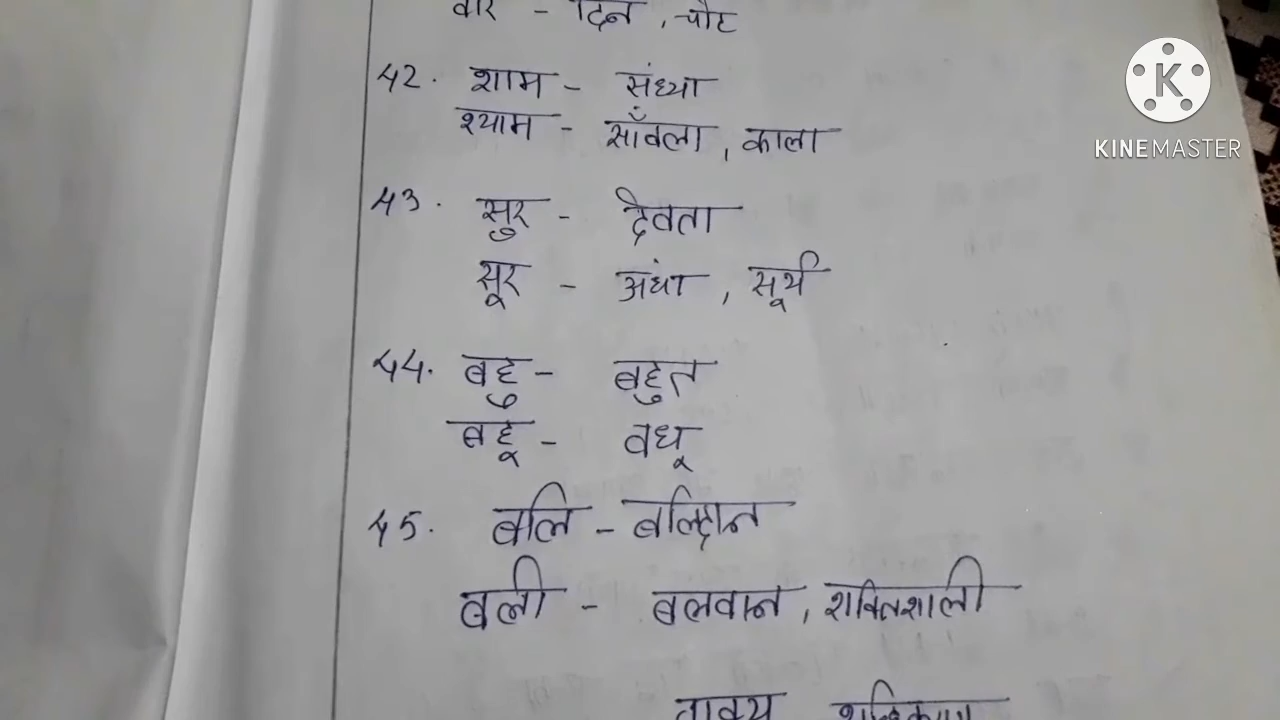 वार - दिन, चोट
42. शाम - संध्या
श्याम - साँवला, काला
43. सुर - देवता
सूर - अंधा, सूर्य
44. बहु - बहुत
बहू - वधू
45. बलि - बलिदान
बली - बलवान, शक्तिशाली
K
KINEMASTER